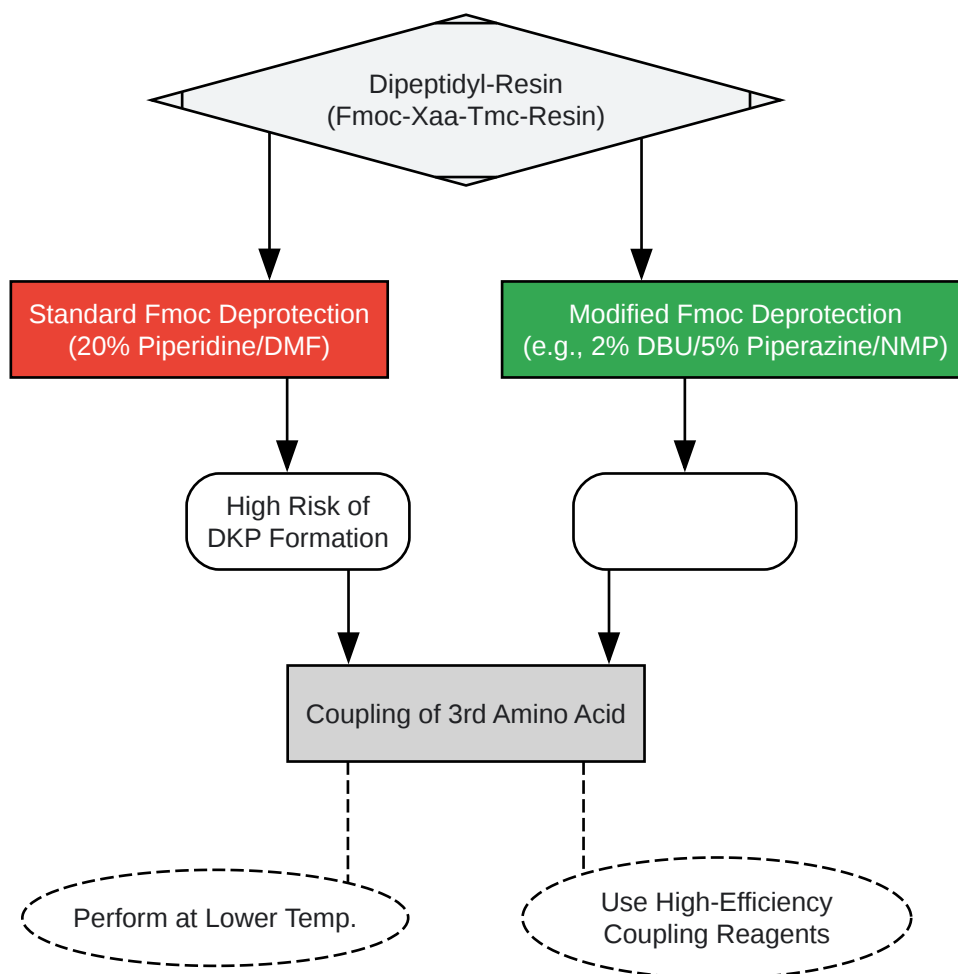 Dipeptidyl-Resin
(Fmoc-Xaa-Tmc-Resin)
Standard Fmoc Deprotection
(20% Piperidine/DMF)
Modified Fmoc Deprotection
(e.g., 2% DBU/5% Piperazine/NMP)
High Risk of
DKP Formation
Coupling of 3rd Amino Acid
Perform at Lower Temp.
Use High-Efficiency
Coupling Reagents